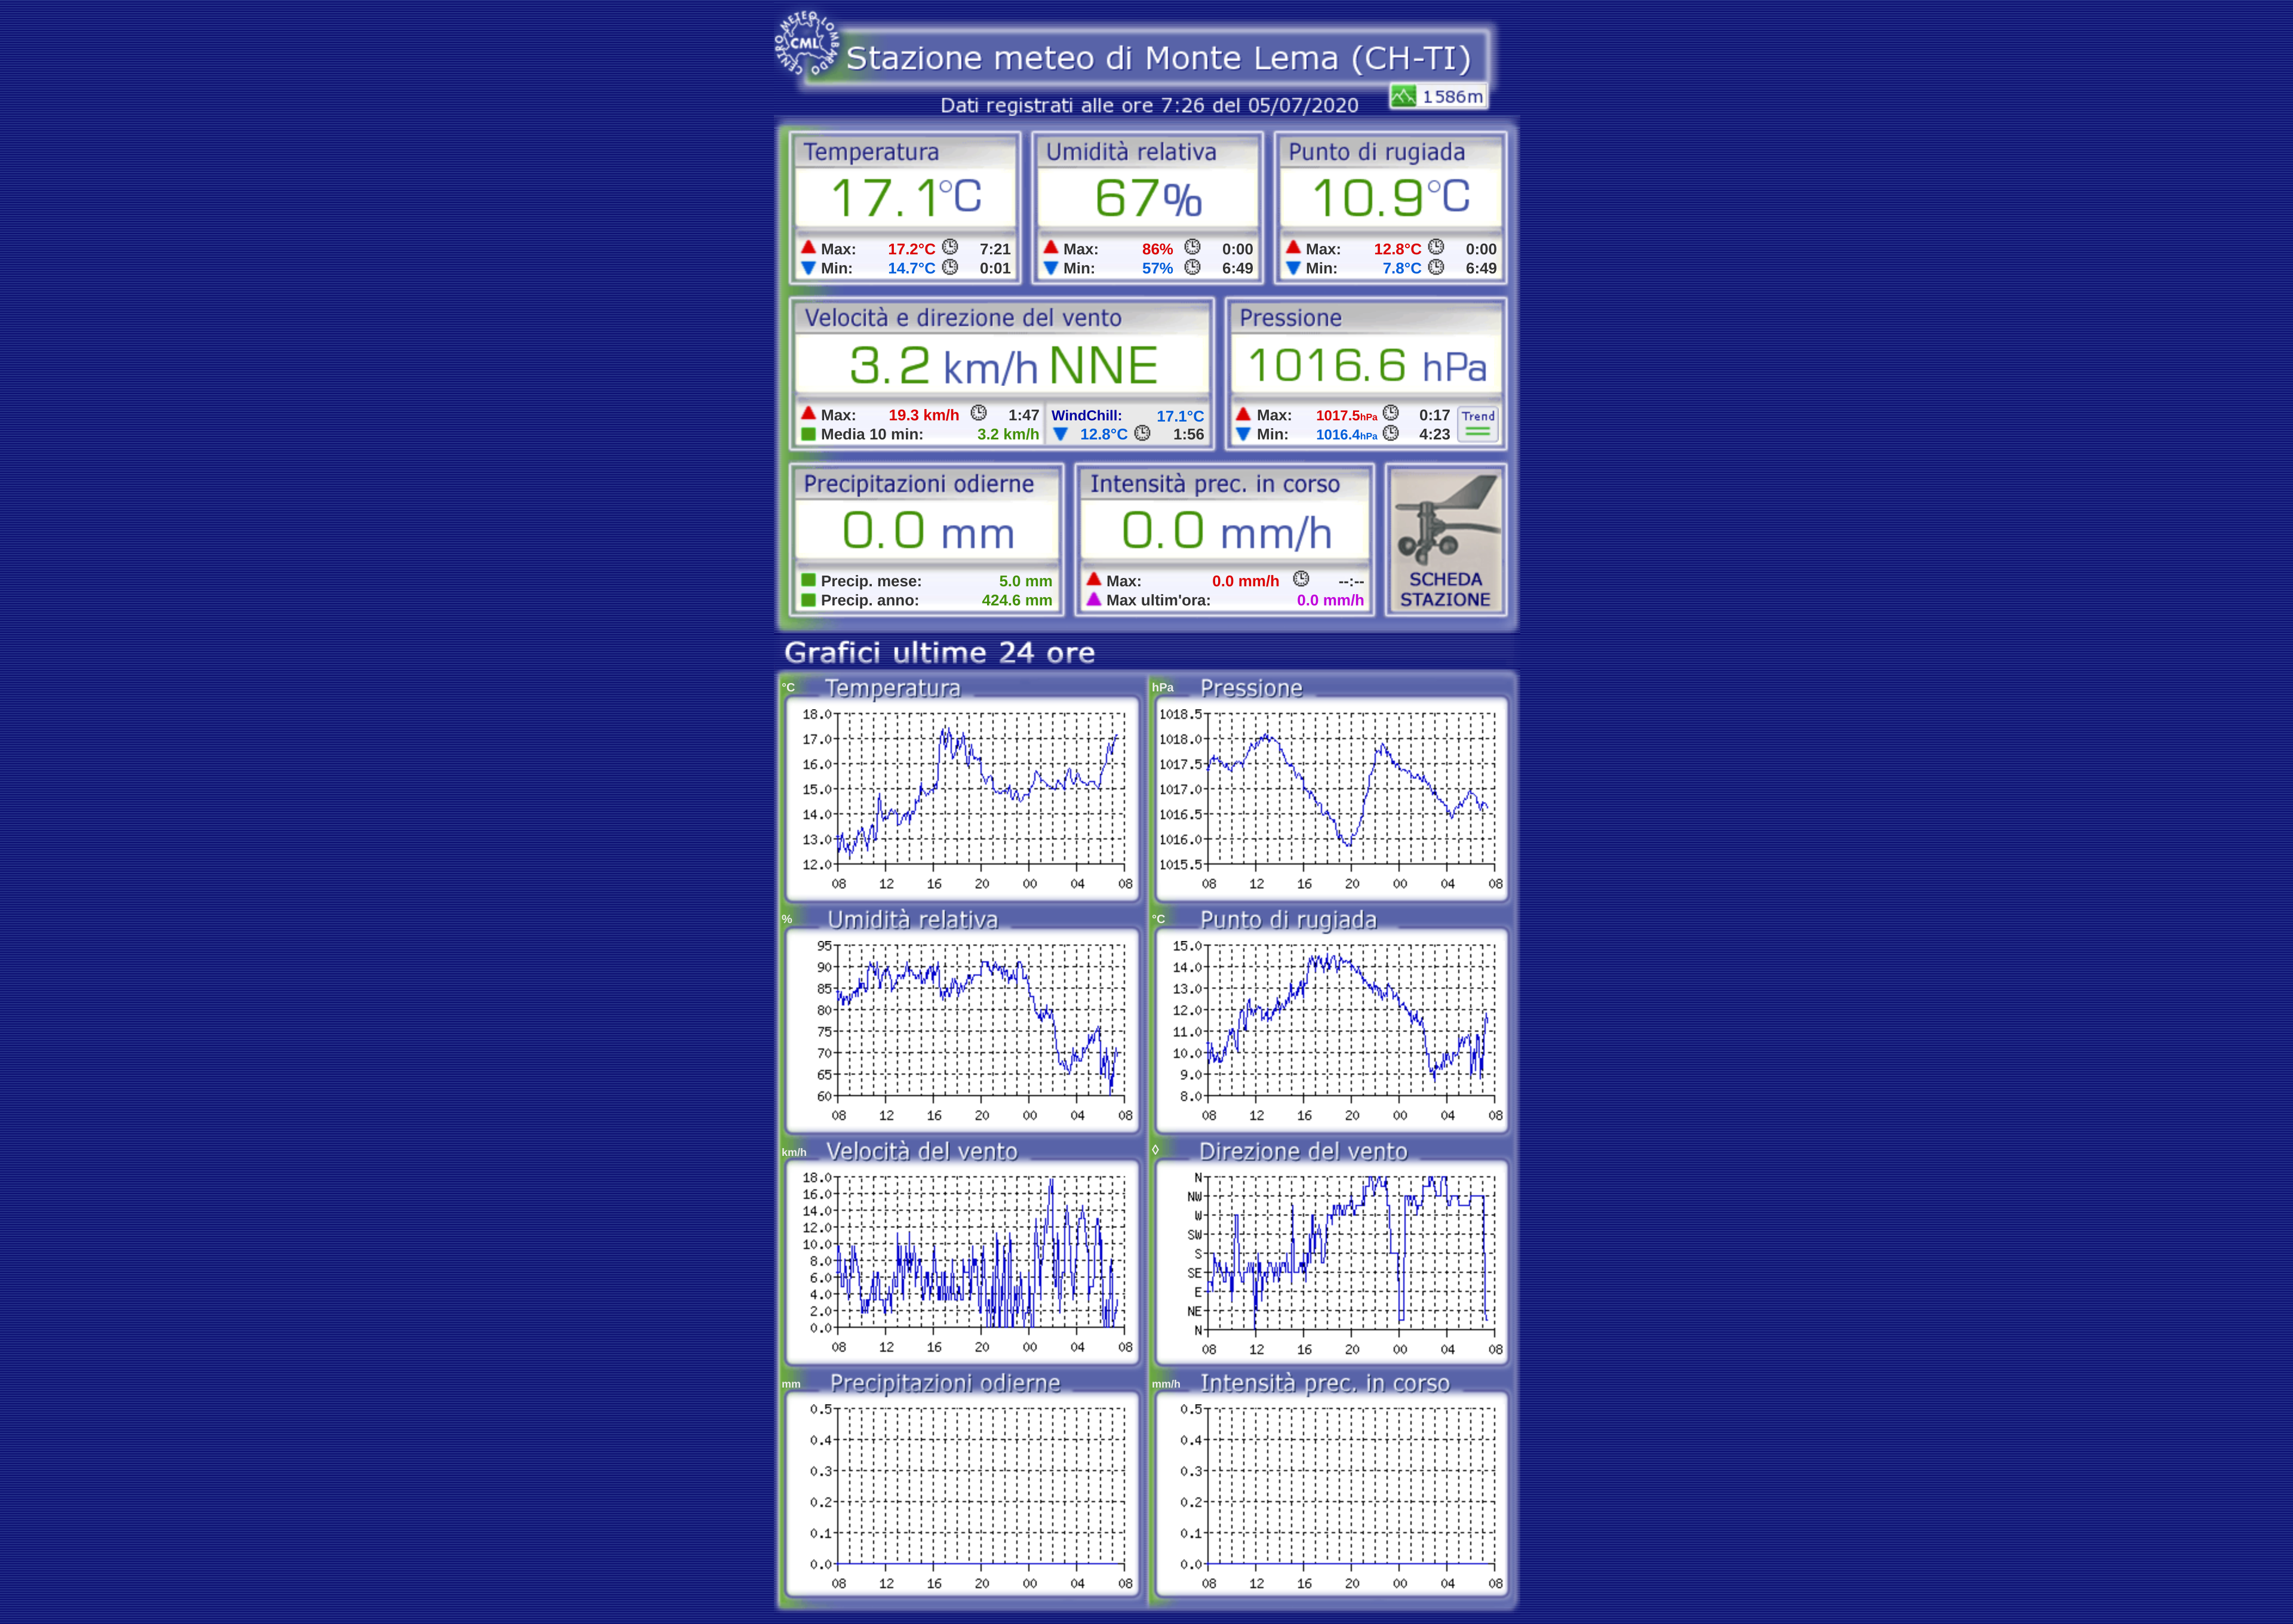 CENTRO METEO LOMBARDO
CML
Stazione meteo di Monte Lema (CH-TI)
1586m
Dati registrati alle ore 7:26 del 05/07/2020
Temperatura
17.1°C
Max: 17.2°C 7:21
Min: 14.7°C 0:01
Umidità relativa
67%
Max: 86% 0:00
Min: 57% 6:49
Punto di rugiada
10.9°C
Max: 12.8°C 0:00
Min: 7.8°C 6:49
Velocità e direzione del vento
3.2 km/h NNE
Max: 19.3 km/h 1:47
Media 10 min: 3.2 km/h
WindChill: 17.1°C
12.8°C 1:56
Pressione
1016.6 hPa
Max: 1017.5hPa 0:17
Min: 1016.4hPa 4:23
Trend
Precipitazioni odierne
0.0 mm
Precip. mese: 5.0 mm
Precip. anno: 424.6 mm
Intensità prec. in corso
0.0 mm/h
Max: 0.0 mm/h --:--
Max ultim'ora: 0.0 mm/h
SCHEDA
STAZIONE
Grafici ultime 24 ore
°C Temperatura
18.0
17.0
16.0
15.0
14.0
13.0
12.0
08 12 16 20 00 04 08
hPa Pressione
1018.5
1018.0
1017.5
1017.0
1016.5
1016.0
1015.5
08 12 16 20 00 04 08
% Umidità relativa
95
90
85
80
75
70
65
60
08 12 16 20 00 04 08
°C Punto di rugiada
15.0
14.0
13.0
12.0
11.0
10.0
9.0
8.0
08 12 16 20 00 04 08
km/h Velocità del vento
18.0
16.0
14.0
12.0
10.0
8.0
6.0
4.0
2.0
0.0
08 12 16 20 00 04 08
◊ Direzione del vento
N
NW
W
SW
S
SE
E
NE
N
08 12 16 20 00 04 08
mm Precipitazioni odierne
0.5
0.4
0.3
0.2
0.1
0.0
08 12 16 20 00 04 08
mm/h Intensità prec. in corso
0.5
0.4
0.3
0.2
0.1
0.0
08 12 16 20 00 04 08